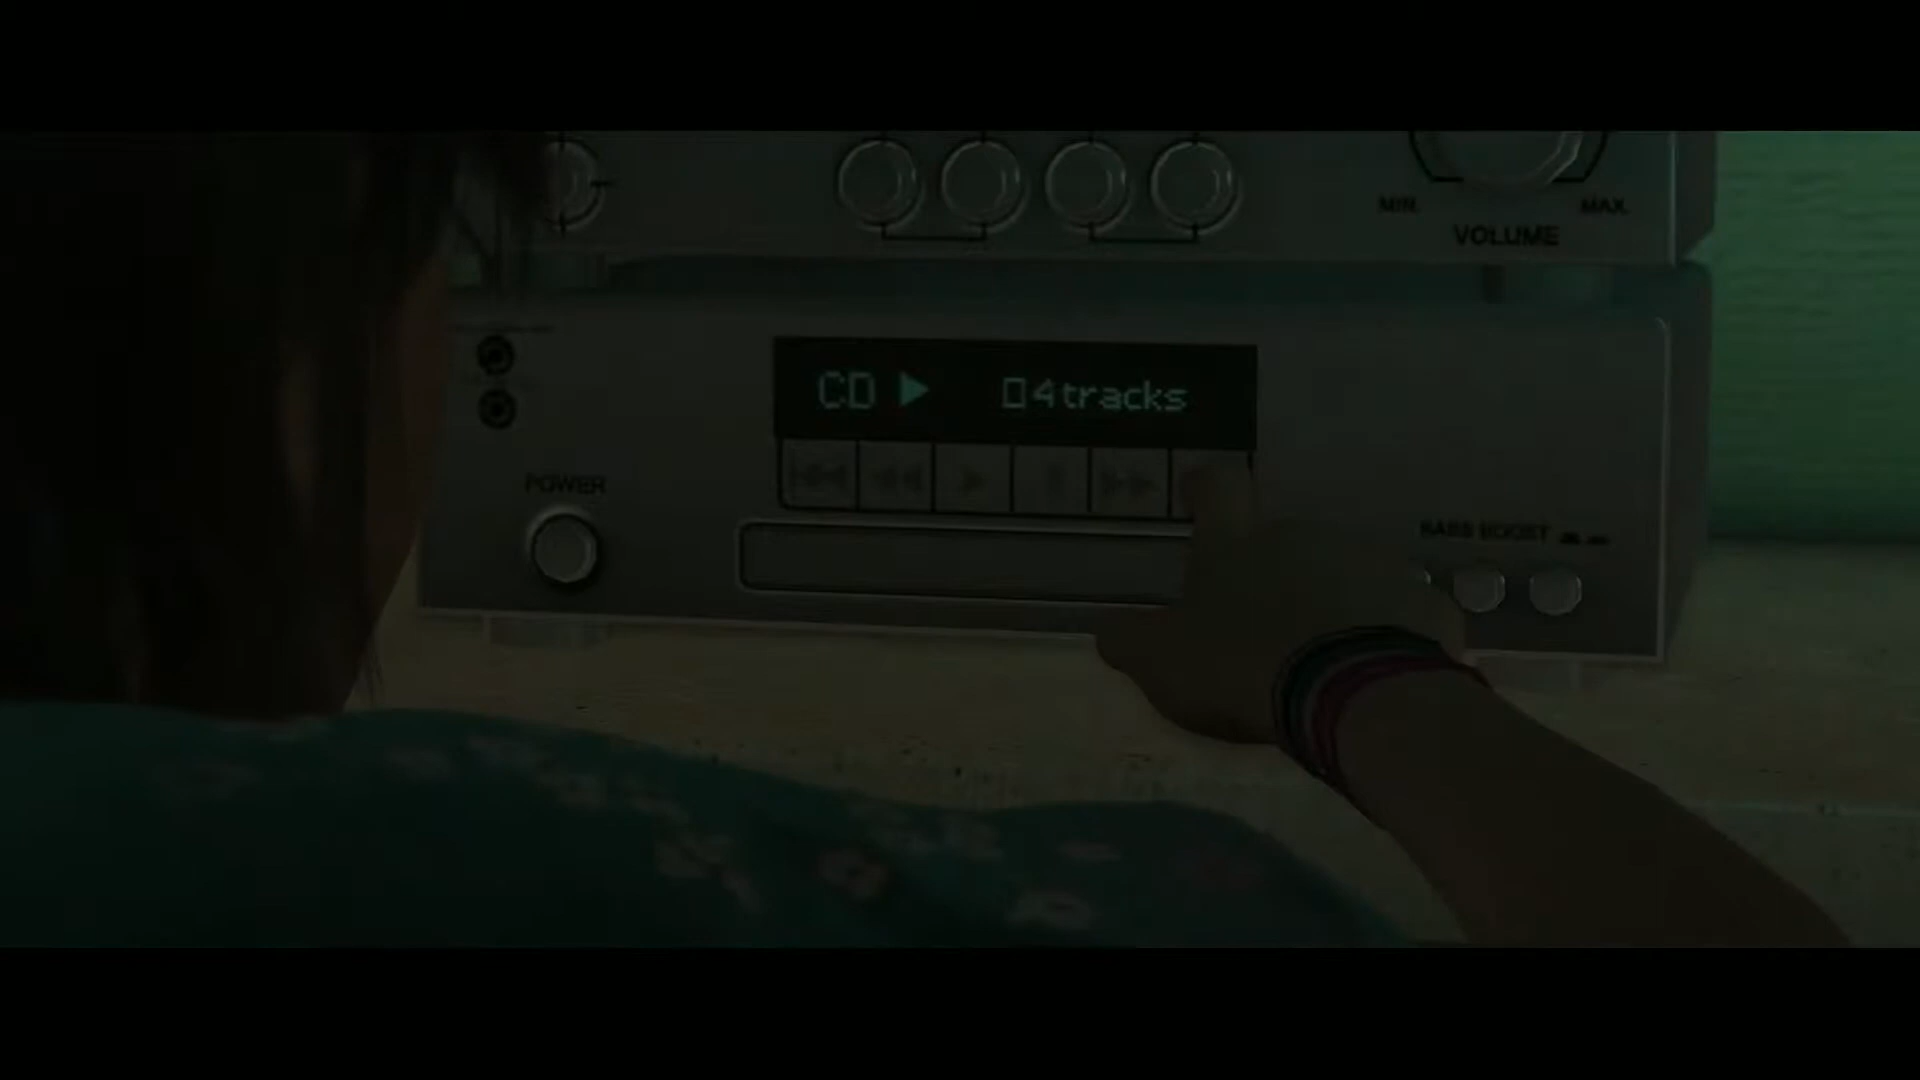 MIN.
MAX.
VOLUME
CD 04tracks
POWER
BASS BOOST